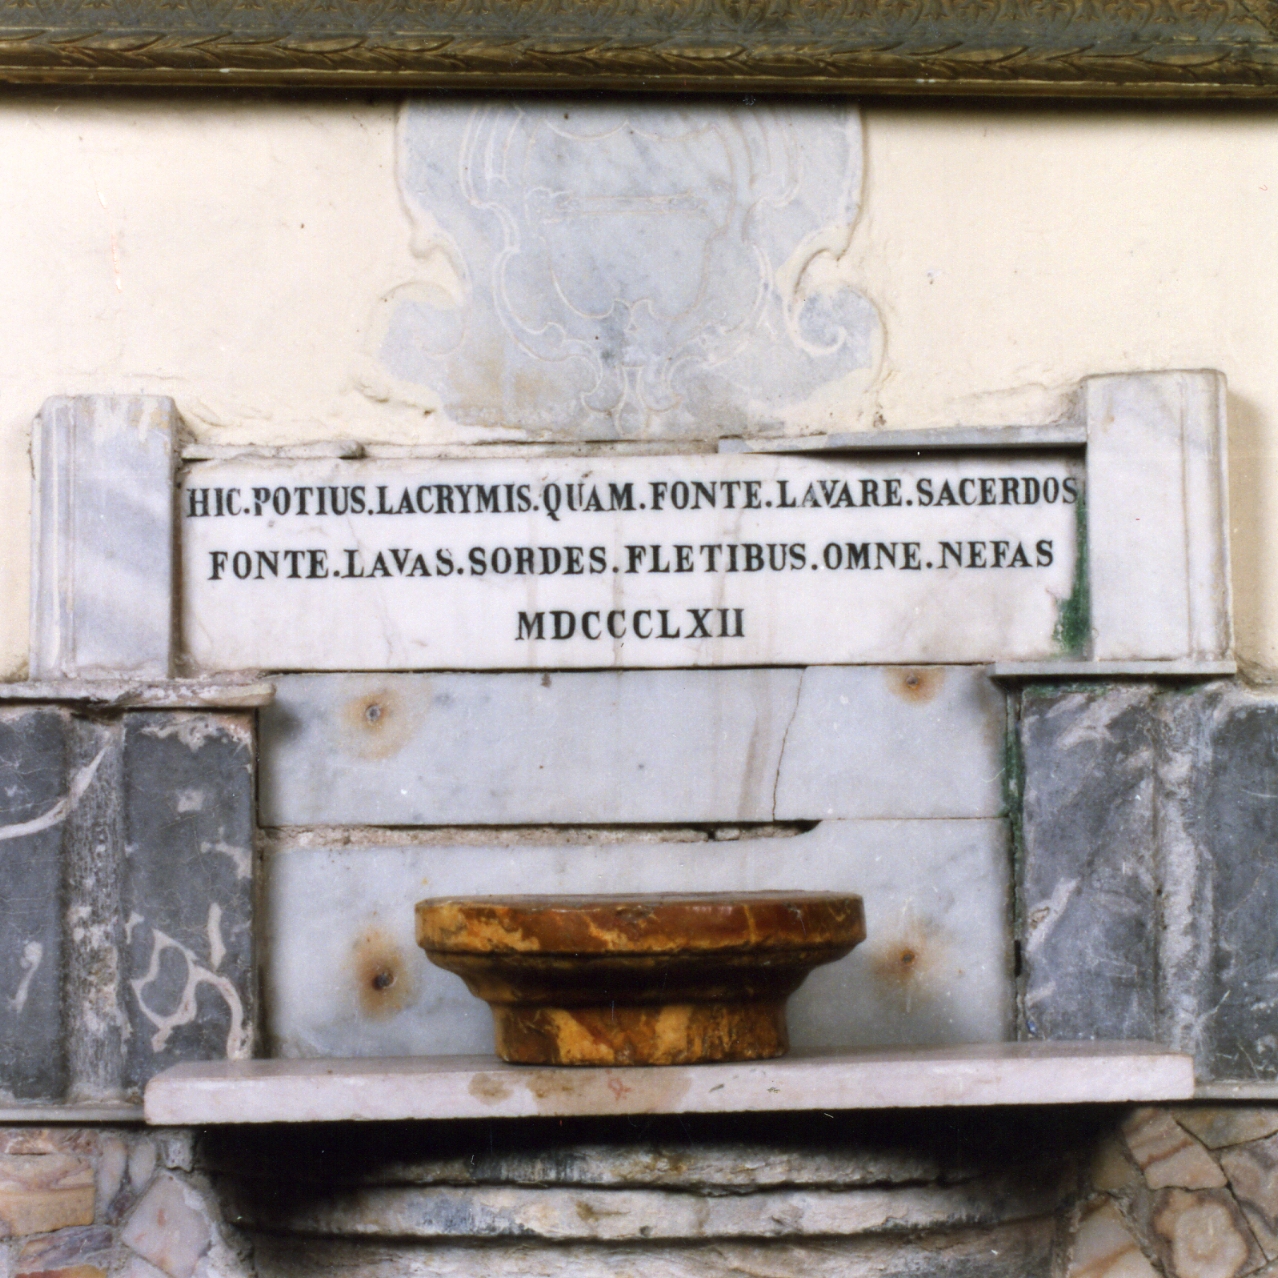 HIC.POTIUS.LACRYMIS.QUAM.FONTE.LAVARE.SACERDOS
FONTE.LAVAS.SORDES.FLETIBUS.OMNE.NEFAS
MDCCCLXII